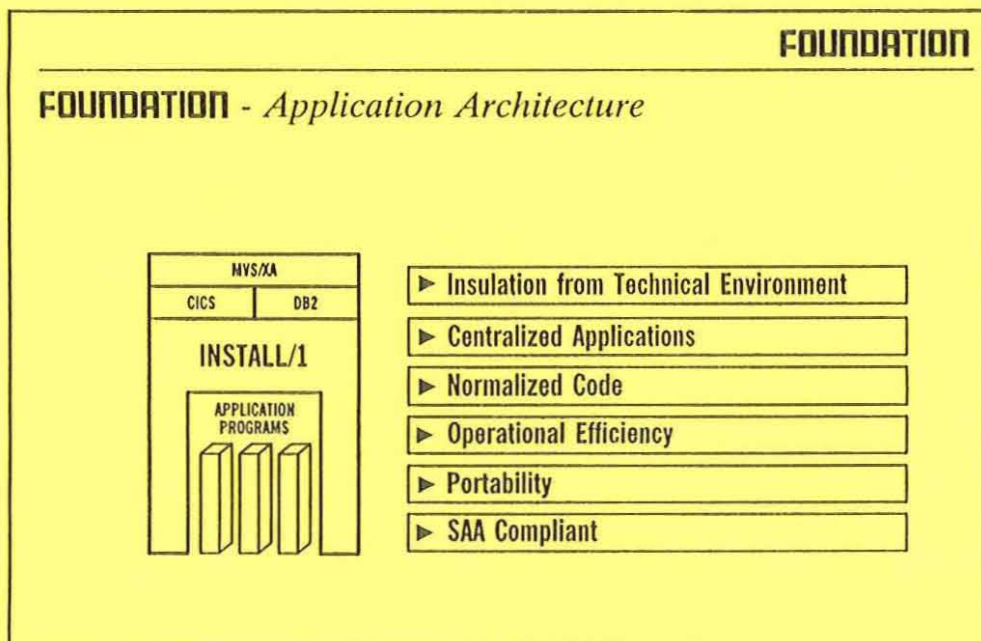 FOUNDATION
FOUNDATION - Application Architecture
MVS/XA
CICS DB2
INSTALL/1
APPLICATION
PROGRAMS
► Insulation from Technical Environment
► Centralized Applications
► Normalized Code
► Operational Efficiency
► Portability
► SAA Compliant